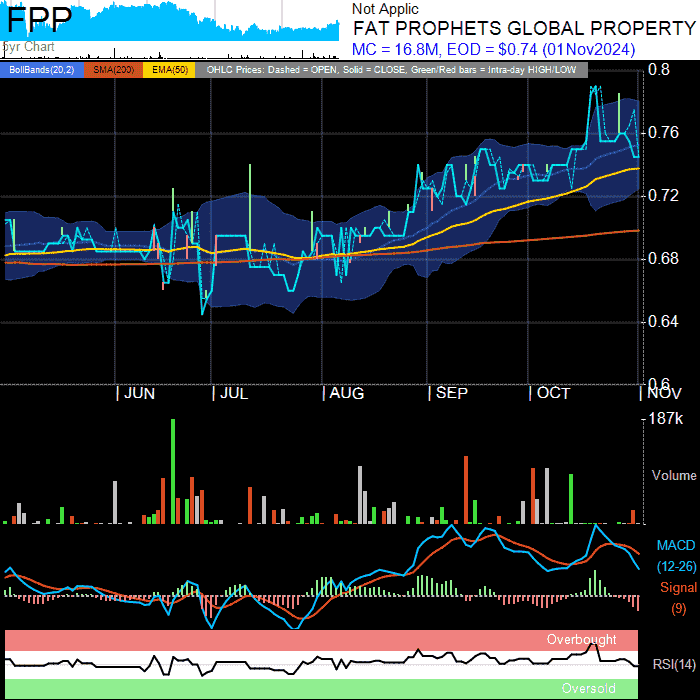 FPP
5yr Chart
Not Applic
FAT PROPHETS GLOBAL PROPERTY
MC = 16.8M, EOD = $0.74 (01Nov2024)
BollBands(20,2) SMA(200) EMA(50) OHLC Prices: Dashed = OPEN, Solid = CLOSE, Green/Red bars = Intra-day HIGH/LOW
0.8
0.76
0.72
0.68
0.64
0.6
| JUN | JUL | AUG | SEP | OCT | NOV
187k
Volume
MACD
(12-26)
Signal
(9)
Overbought
RSI(14)
Oversold